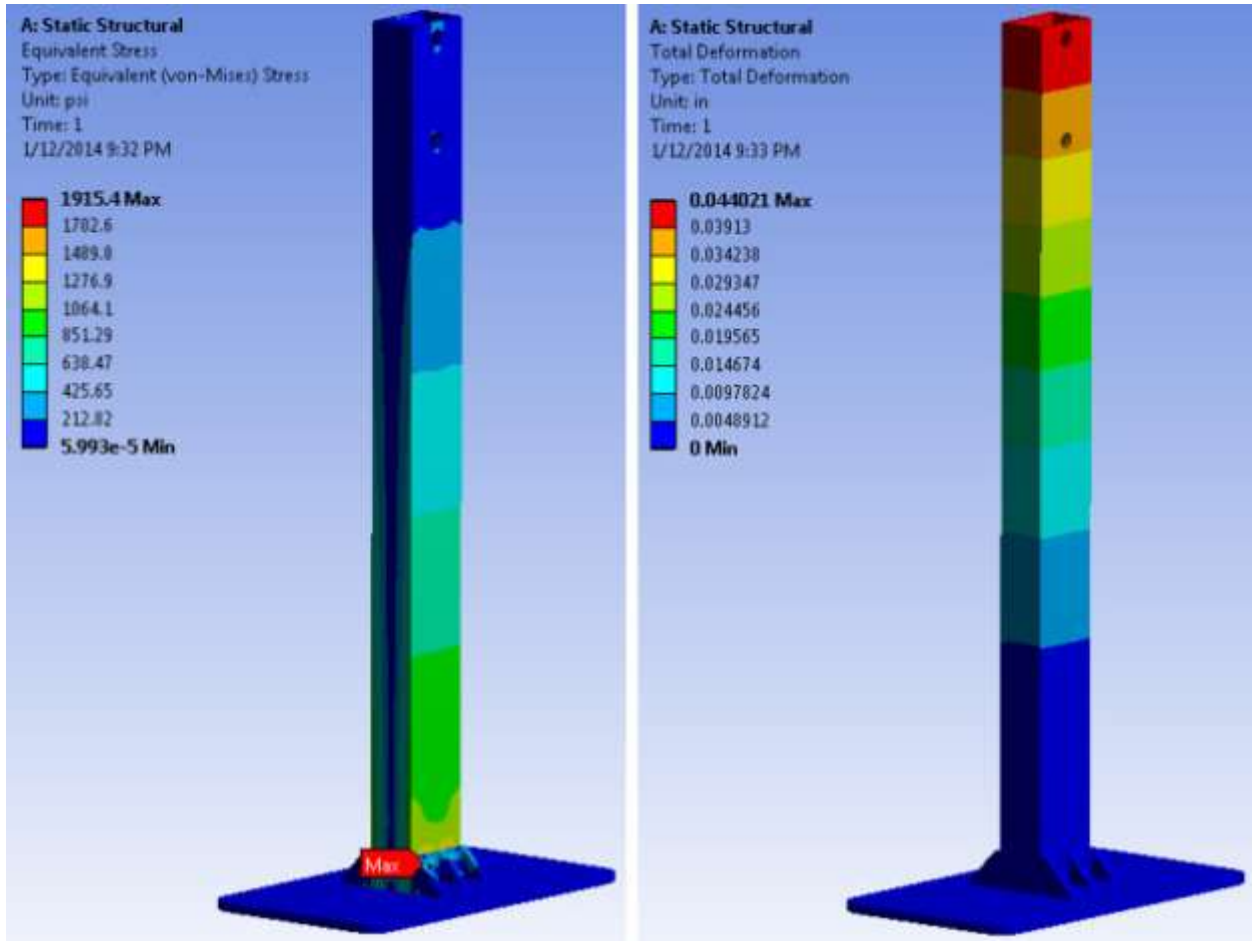 A: Static Structural
Equivalent Stress
Type: Equivalent (von-Mises) Stress
Unit: psi
Time: 1
1/12/2014 9:32 PM
1915.4 Max
1702.6
1489.8
1276.9
1064.1
851.29
638.47
425.65
212.82
5.993e-5 Min
Max
A: Static Structural
Total Deformation
Type: Total Deformation
Unit: in
Time: 1
1/12/2014 9:33 PM
0.044021 Max
0.03913
0.034238
0.029347
0.024456
0.019565
0.014674
0.0097824
0.0048912
0 Min